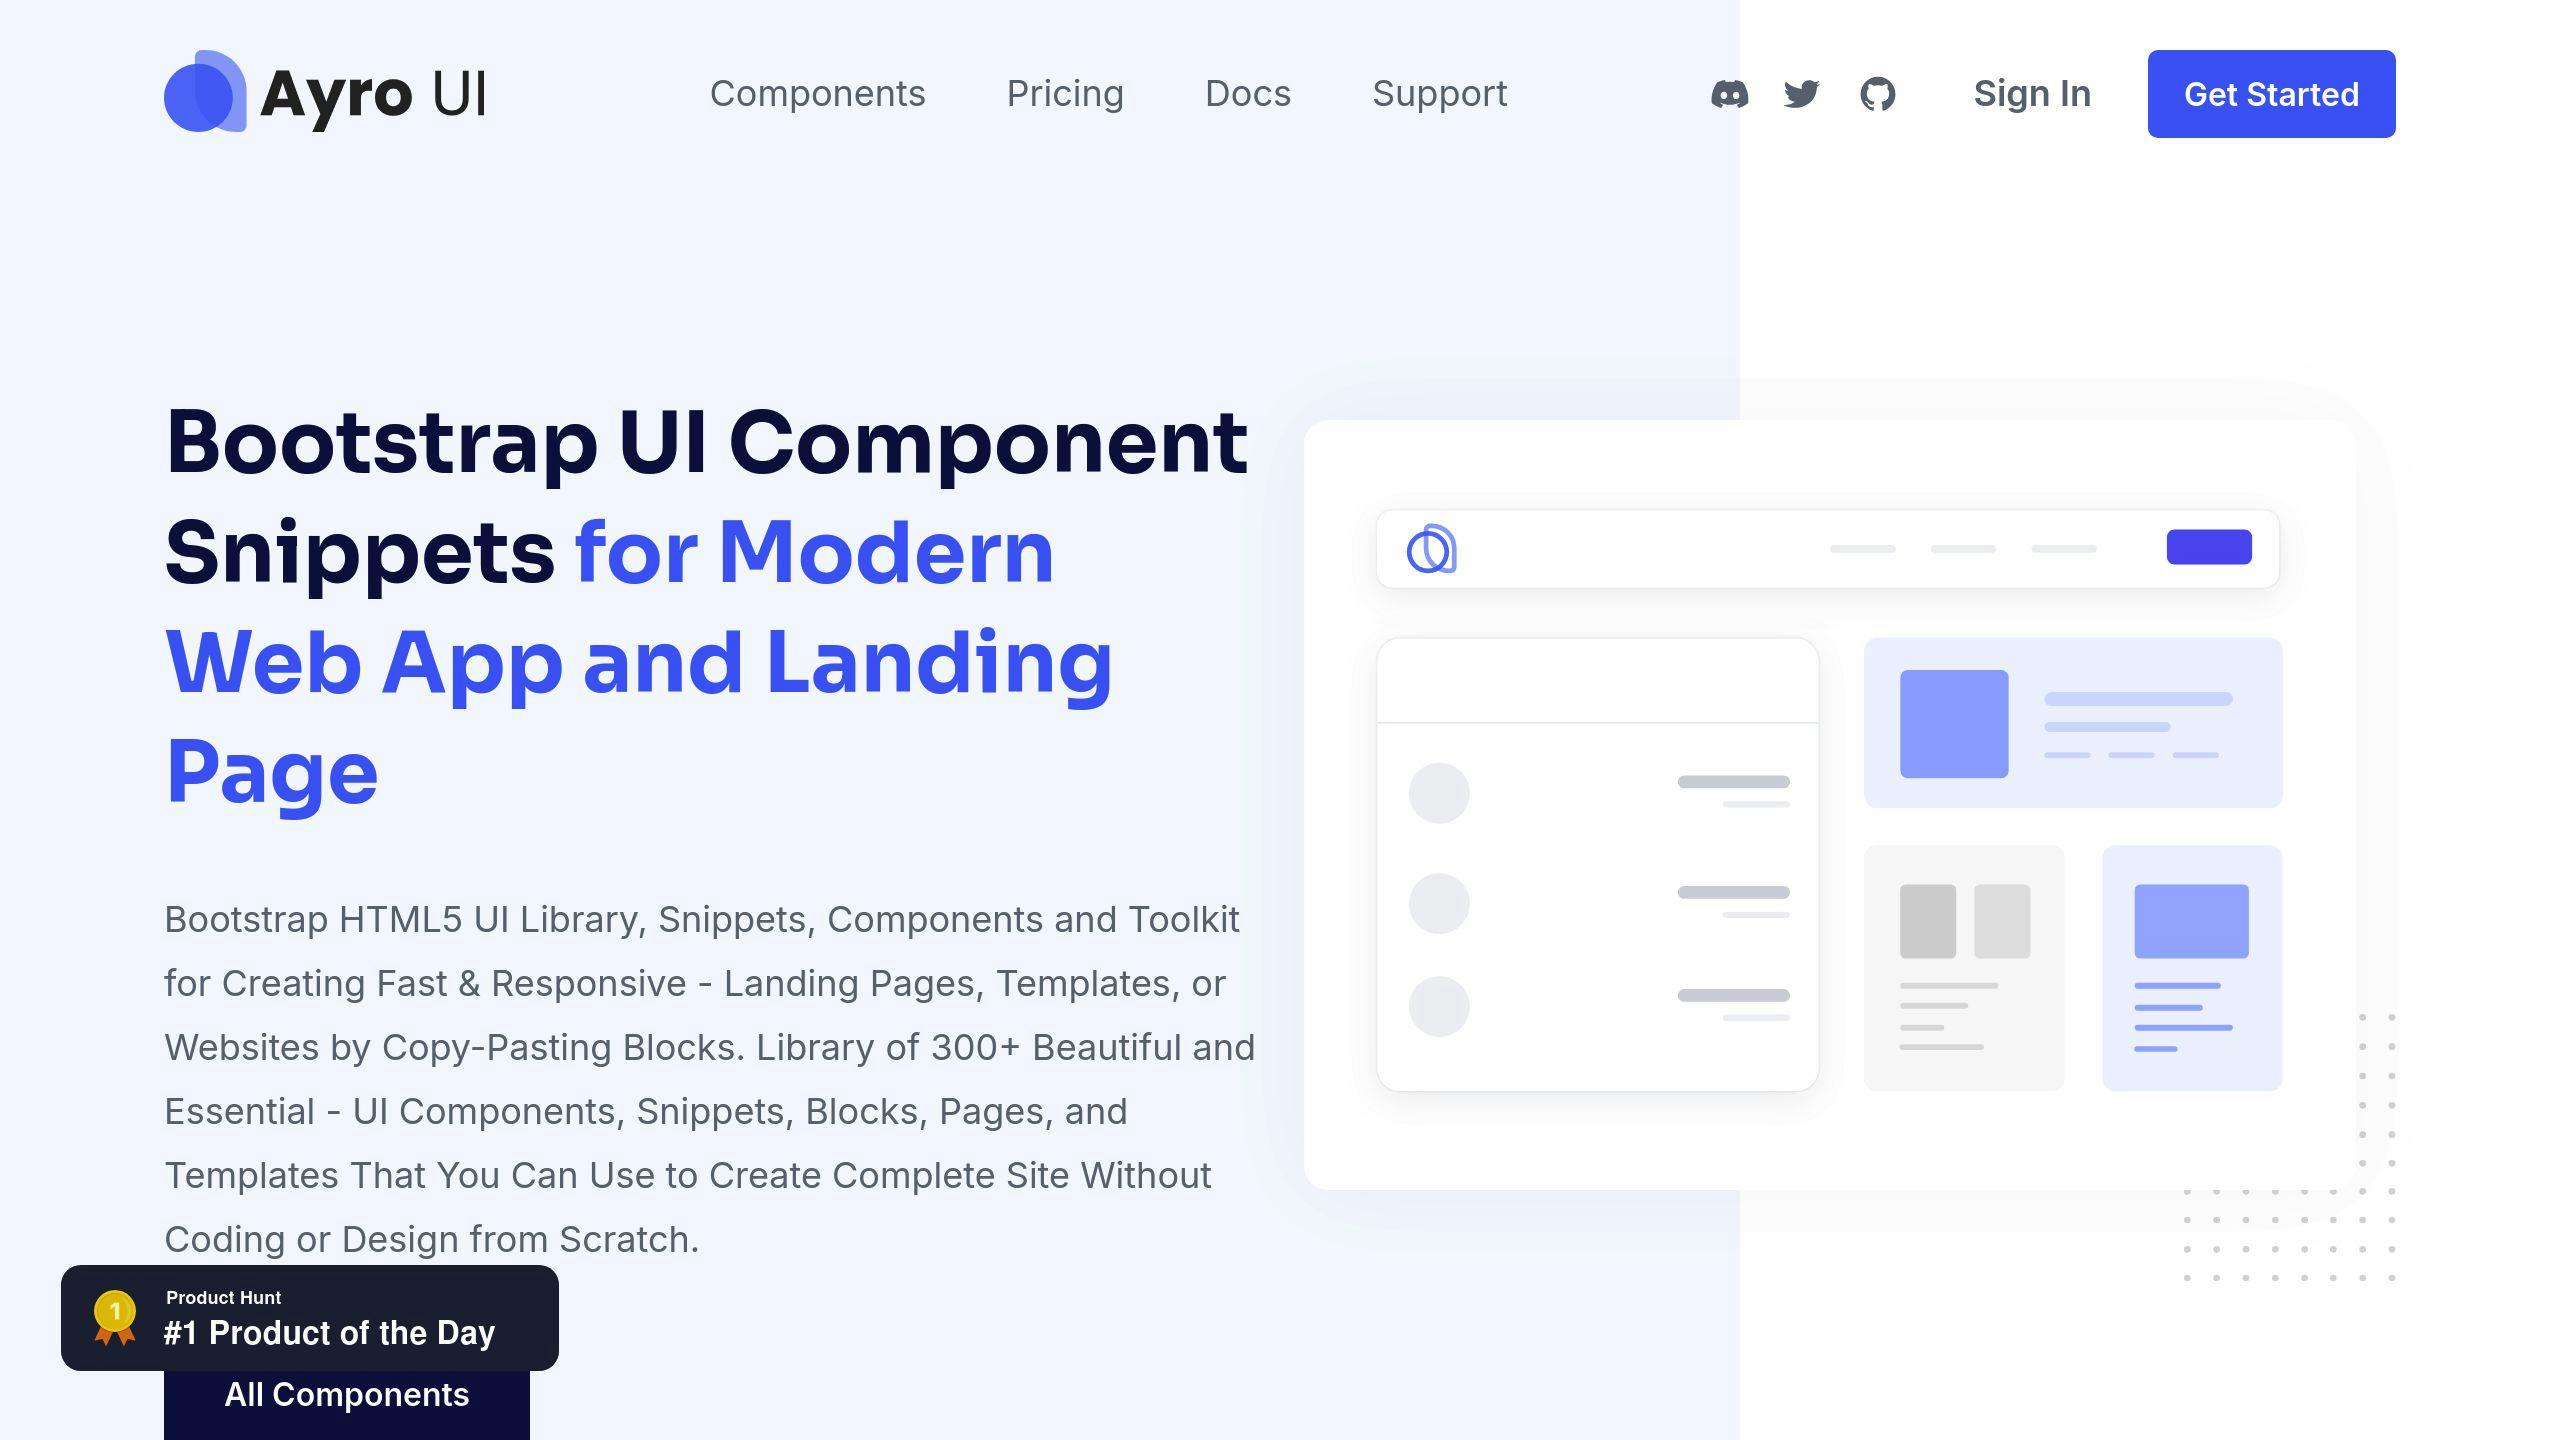 Ayro UI
Components
Pricing
Docs
Support
Sign In
Get Started
Bootstrap UI Component
Snippets for Modern
Web App and Landing
Page
Bootstrap HTML5 UI Library, Snippets, Components and Toolkit
for Creating Fast & Responsive - Landing Pages, Templates, or
Websites by Copy-Pasting Blocks. Library of 300+ Beautiful and
Essential - UI Components, Snippets, Blocks, Pages, and
Templates That You Can Use to Create Complete Site Without
Coding or Design from Scratch.
1
Product Hunt
#1 Product of the Day
All Components